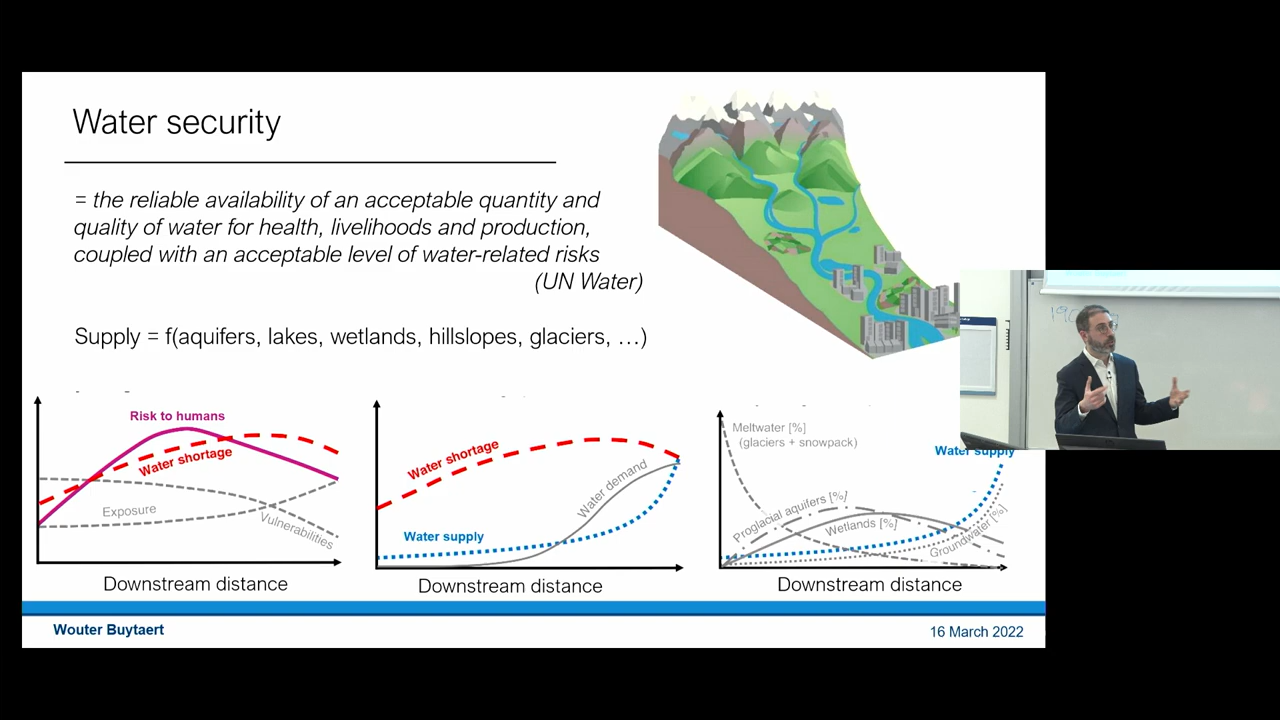 Water security
= the reliable availability of an acceptable quantity and
quality of water for health, livelihoods and production,
coupled with an acceptable level of water-related risks
(UN Water)
Supply = f(aquifers, lakes, wetlands, hillslopes, glaciers, …)
Risk to humans
Water shortage
Exposure
Vulnerabilities
Downstream distance
Water shortage
Water demand
Water supply
Downstream distance
Meltwater [%]
(glaciers + snowpack)
Water supply
Proglacial aquifers [%]
Wetlands [%]
Groundwater [%]
Downstream distance
Wouter Buytaert
16 March 2022